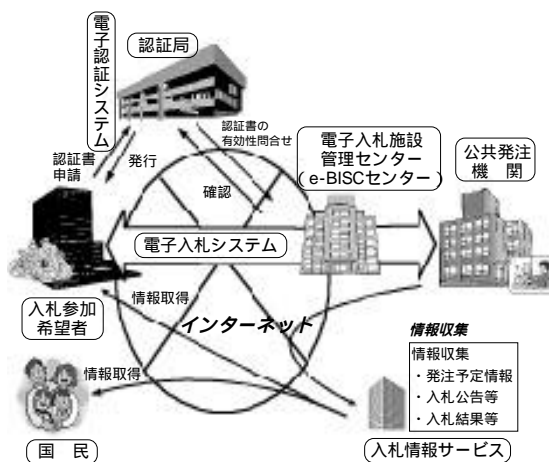 電子認証システム
認証局
認証書の
有効性問合せ
認証書
申請
発行
確認
電子入札施設
管理センター
(e-BISCセンター)
公共発注
機 関
電子入札システム
入札参加
希望者
情報取得
インターネット
情報収集
情報収集
・発注予定情報
・入札公告等
・入札結果等
情報取得
国 民
入札情報サービス